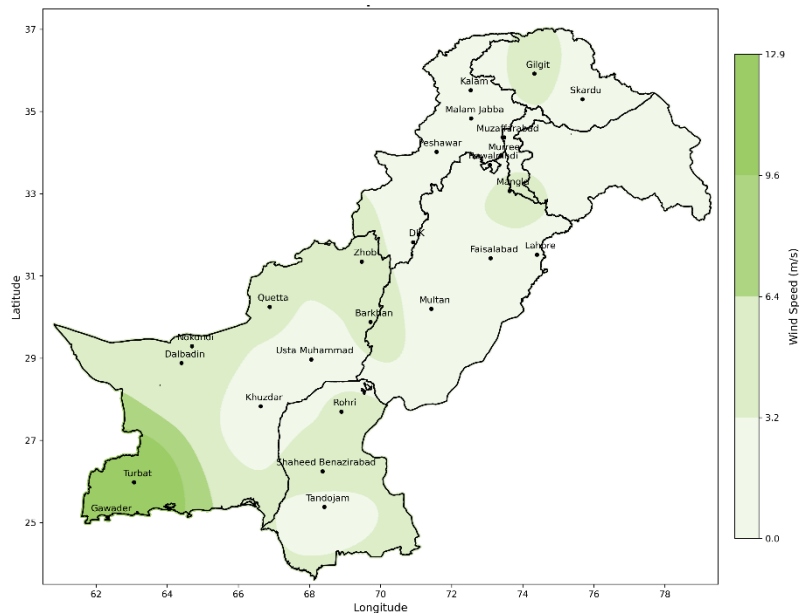 37
35
33
31
29
27
25
Latitude
Gilgit
Kalam
Skardu
Malam Jabba
Muzaffarabad
Peshawar
Murree
Rawalpindi
Mangla
DIK
Lahore
Faisalabad
Zhob
Quetta
Multan
Barkhan
Nokundi
Usta Muhammad
Dalbadin
Khuzdar
Rohri
Shaheed Benazirabad
Turbat
Tandojam
Gawader
62 64 66 68 70 72 74 76 78
Longitude
12.9
9.6
6.4
3.2
0.0
Wind Speed (m/s)